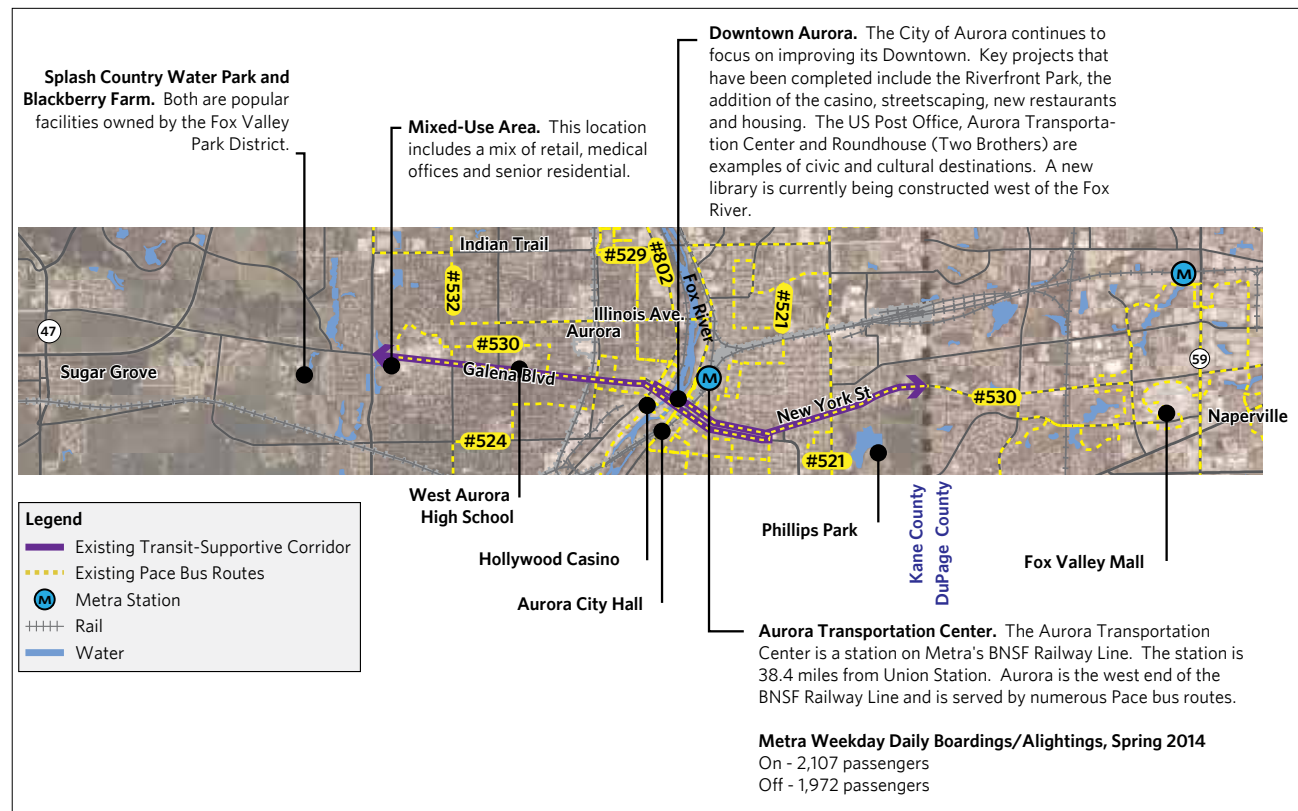 Splash Country Water Park and
Blackberry Farm. Both are popular
facilities owned by the Fox Valley
Park District.
Mixed-Use Area. This location
includes a mix of retail, medical
offices and senior residential.
Downtown Aurora. The City of Aurora continues to
focus on improving its Downtown. Key projects that
have been completed include the Riverfront Park, the
addition of the casino, streetscaping, new restaurants
and housing. The US Post Office, Aurora Transporta-
tion Center and Roundhouse (Two Brothers) are
examples of civic and cultural destinations. A new
library is currently being constructed west of the Fox
River.
Indian Trail
#529
#802
Fox River
#532
#521
Illinois Ave.
Aurora
M
47
#530
59
Sugar Grove
Galena Blvd
M
New York St
#530
Naperville
#524
#521
West Aurora
High School
Hollywood Casino
Aurora City Hall
Phillips Park
Kane County
DuPage County
Fox Valley Mall
Legend
Existing Transit-Supportive Corridor
Existing Pace Bus Routes
M Metra Station
Rail
Water
Aurora Transportation Center. The Aurora Transportation
Center is a station on Metra's BNSF Railway Line. The station is
38.4 miles from Union Station. Aurora is the west end of the
BNSF Railway Line and is served by numerous Pace bus routes.
Metra Weekday Daily Boardings/Alightings, Spring 2014
On - 2,107 passengers
Off - 1,972 passengers